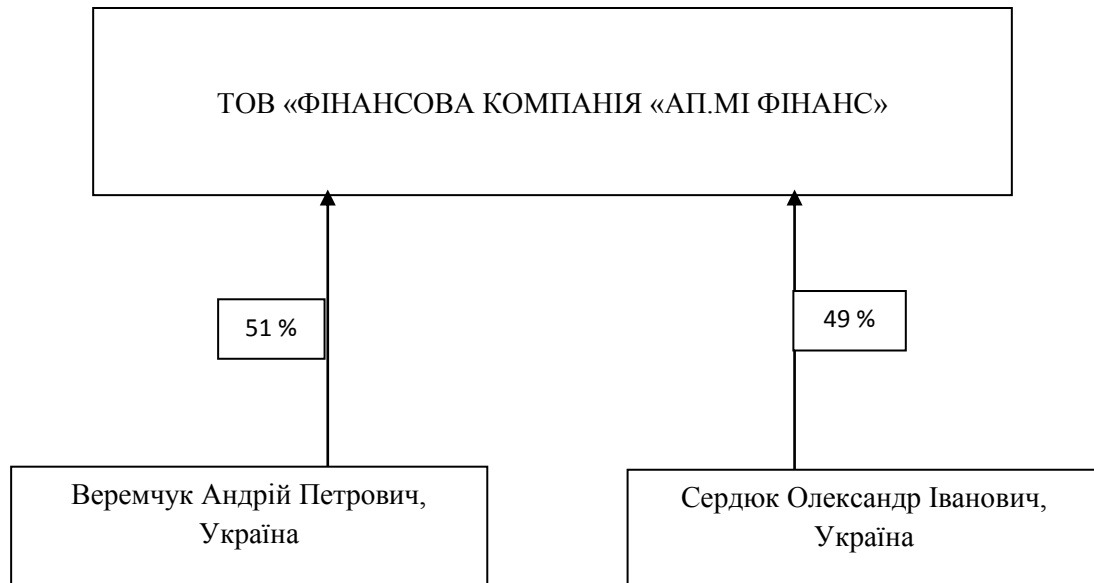 ТОВ «ФІНАНСОВА КОМПАНІЯ «АП.МІ ФІНАНС»
51 %
49 %
Веремчук Андрій Петрович,
Україна
Сердюк Олександр Іванович,
Україна